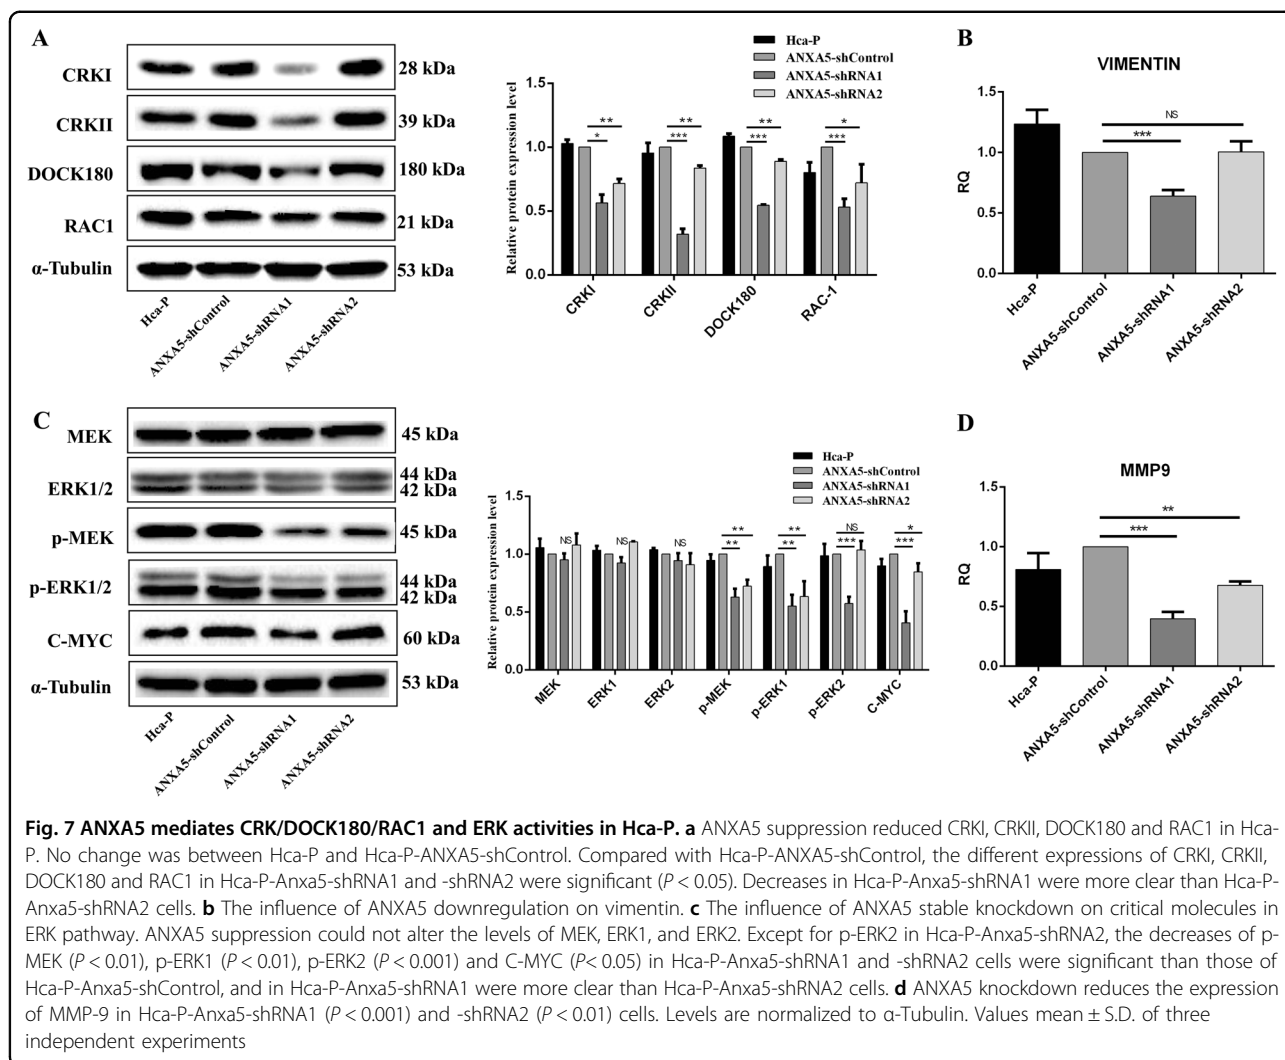 A
CRKI
28 kDa
CRKII
39 kDa
DOCK180
180 kDa
RAC1
21 kDa
α-Tubulin
53 kDa
Hca-P
ANXA5-shControl
ANXA5-shRNA1
ANXA5-shRNA2
Hca-P
ANXA5-shControl
ANXA5-shRNA1
ANXA5-shRNA2
Relative protein expression level
1.5
1.0
0.5
0.0
** * ** *** ** *** * ***
CRKI
CRKII
DOCK180
RAC-1
B
VIMENTIN
RQ
1.5
1.0
0.5
0.0
NS
***
Hca-P
ANXA5-shControl
ANXA5-shRNA1
ANXA5-shRNA2
C
MEK
45 kDa
ERK1/2
44 kDa
42 kDa
p-MEK
45 kDa
p-ERK1/2
44 kDa
42 kDa
C-MYC
60 kDa
α-Tubulin
53 kDa
Hca-P
ANXA5-shControl
ANXA5-shRNA1
ANXA5-shRNA2
Hca-P
ANXA5-shControl
ANXA5-shRNA1
ANXA5-shRNA2
Relative protein expression level
1.5
1.0
0.5
0.0
NS NS NS ** ** ** ** NS *** * ***
MEK
ERK1
ERK2
p-MEK
p-ERK1
p-ERK2
C-MYC
D
MMP9
RQ
1.5
1.0
0.5
0.0
**
***
Hca-P
ANXA5-shControl
ANXA5-shRNA1
ANXA5-shRNA2
Fig. 7 ANXA5 mediates CRK/DOCK180/RAC1 and ERK activities in Hca-P. a ANXA5 suppression reduced CRKI, CRKII, DOCK180 and RAC1 in Hca-
P. No change was between Hca-P and Hca-P-ANXA5-shControl. Compared with Hca-P-ANXA5-shControl, the different expressions of CRKI, CRKII,
DOCK180 and RAC1 in Hca-P-Anxa5-shRNA1 and -shRNA2 were significant (P < 0.05). Decreases in Hca-P-Anxa5-shRNA1 were more clear than Hca-P-
Anxa5-shRNA2 cells. b The influence of ANXA5 downregulation on vimentin. c The influence of ANXA5 stable knockdown on critical molecules in
ERK pathway. ANXA5 suppression could not alter the levels of MEK, ERK1, and ERK2. Except for p-ERK2 in Hca-P-Anxa5-shRNA2, the decreases of p-
MEK (P < 0.01), p-ERK1 (P < 0.01), p-ERK2 (P < 0.001) and C-MYC (P< 0.05) in Hca-P-Anxa5-shRNA1 and -shRNA2 cells were significant than those of
Hca-P-Anxa5-shControl, and in Hca-P-Anxa5-shRNA1 were more clear than Hca-P-Anxa5-shRNA2 cells. d ANXA5 knockdown reduces the expression
of MMP-9 in Hca-P-Anxa5-shRNA1 (P < 0.001) and -shRNA2 (P < 0.01) cells. Levels are normalized to α-Tubulin. Values mean ± S.D. of three
independent experiments